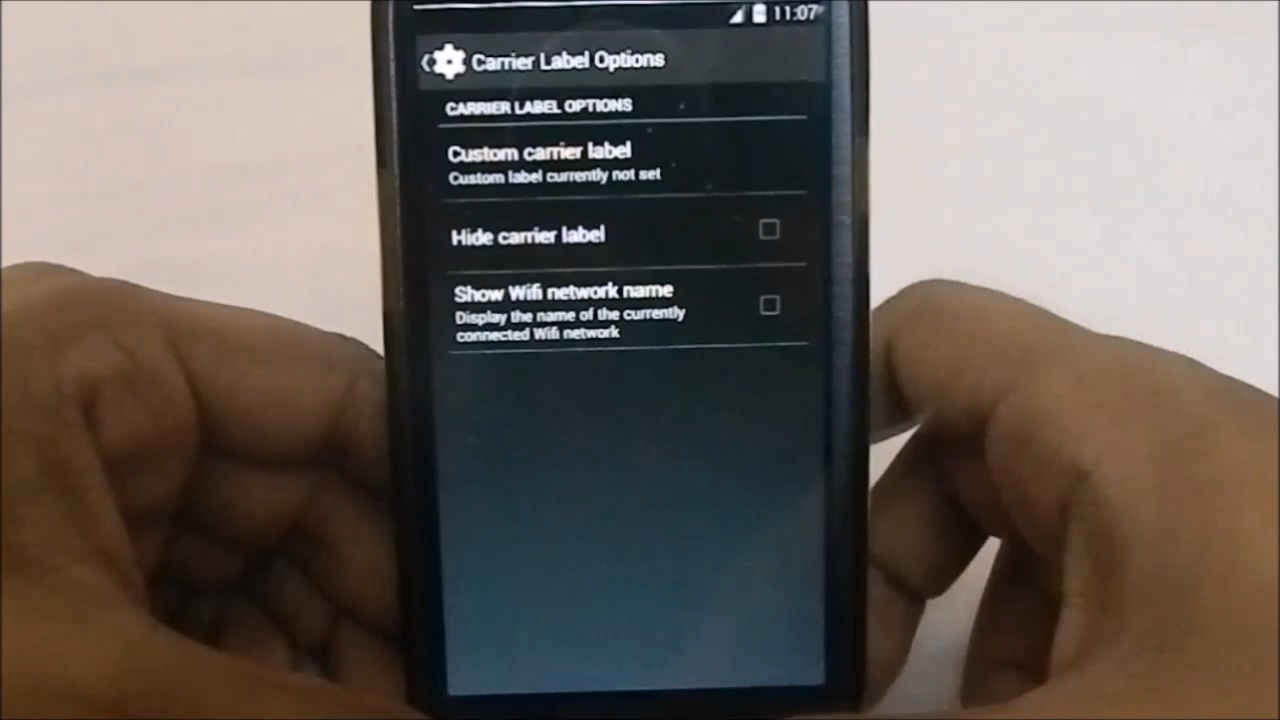 11:07
Carrier Label Options
CARRIER LABEL OPTIONS
Custom carrier label
Custom label currently not set
Hide carrier label
Show Wifi network name
Display the name of the currently
connected Wifi network